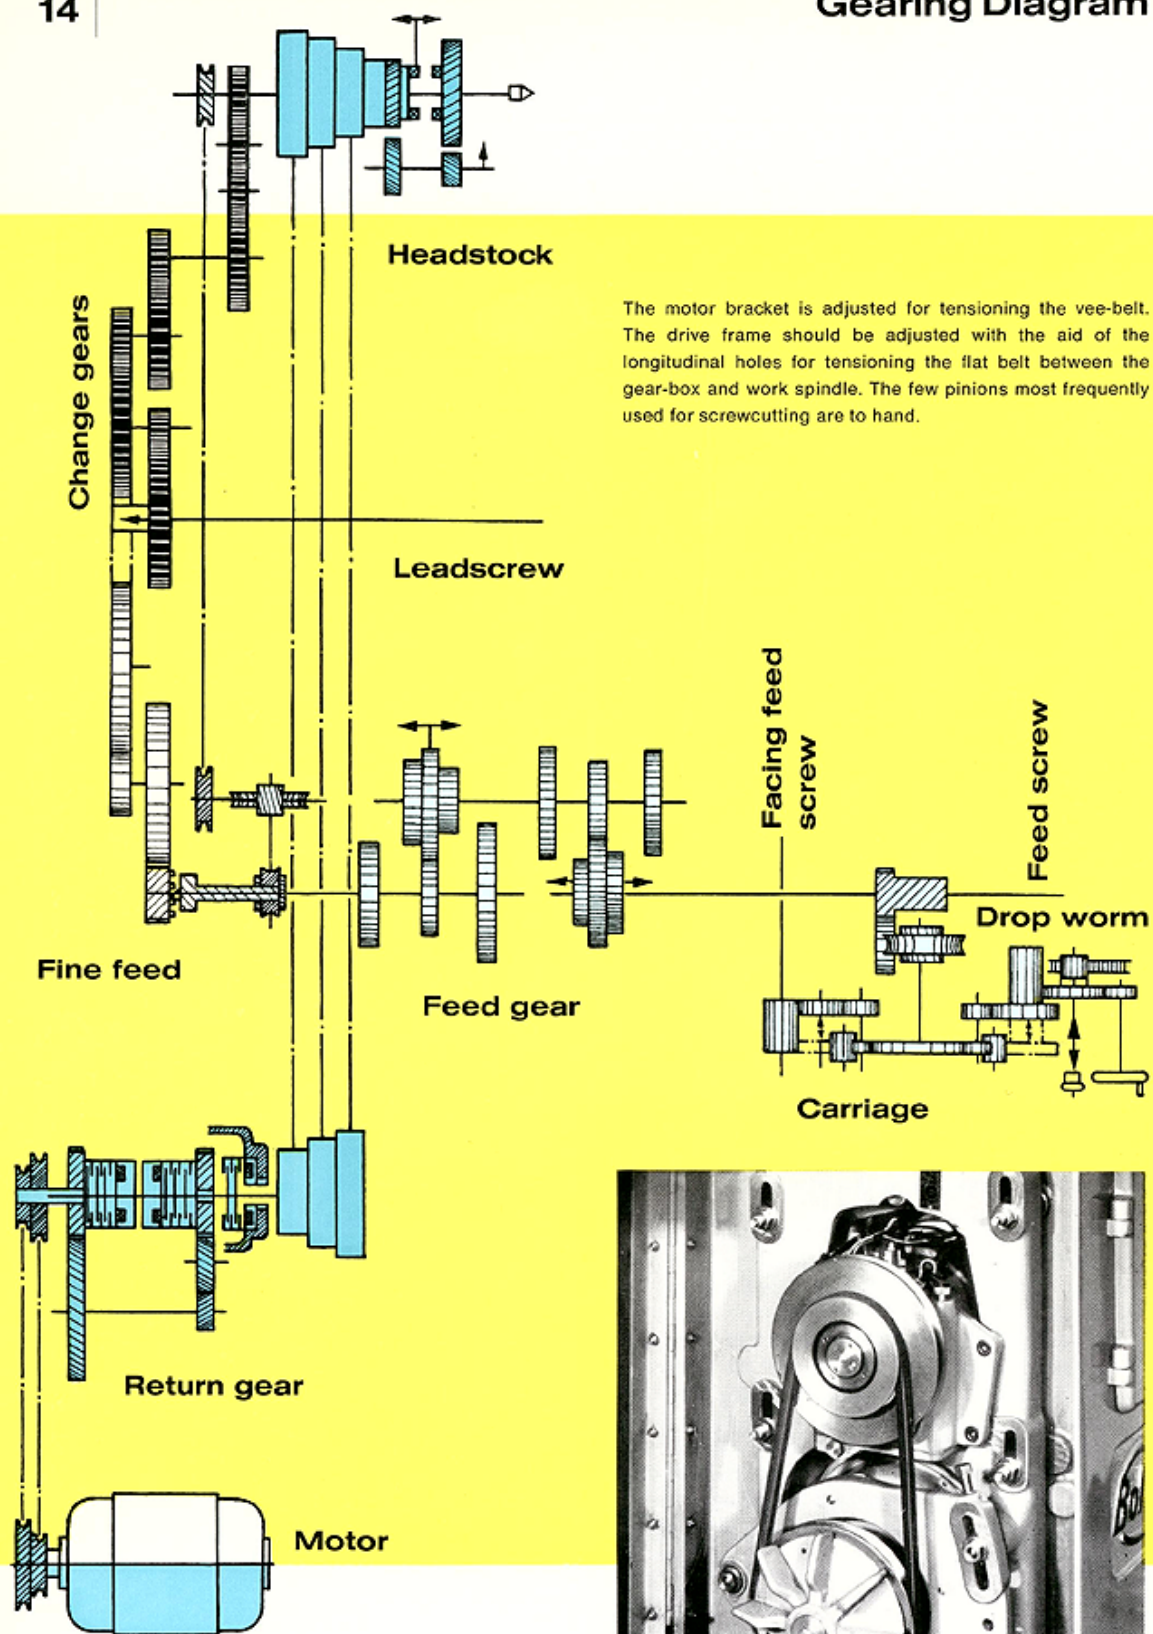 14
Gearing Diagram
Headstock
Change gears
The motor bracket is adjusted for tensioning the vee-belt.
The drive frame should be adjusted with the aid of the
longitudinal holes for tensioning the flat belt between the
gear-box and work spindle. The few pinions most frequently
used for screwcutting are to hand.
Leadscrew
Facing feed
screw
Feed screw
Drop worm
Fine feed
Feed gear
Carriage
Return gear
Motor